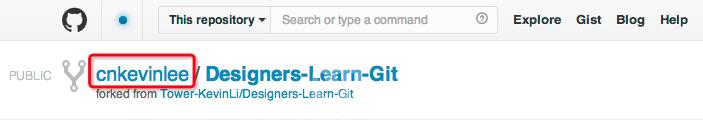 This repository Search or type a command Explore Gist Blog Help
PUBLIC cnkevinlee / Designers-Learn-Git
forked from Tower-KevinLi/Designers-Learn-Git